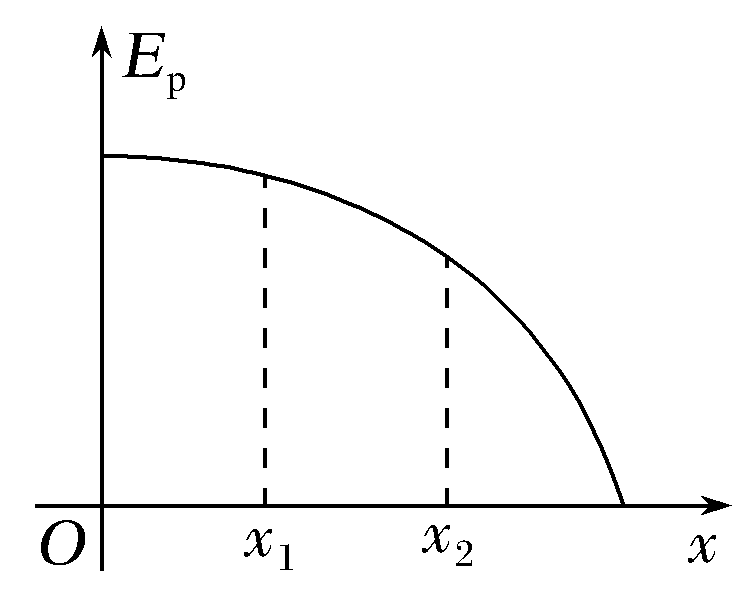 Eₚ
O x₁ x₂ x